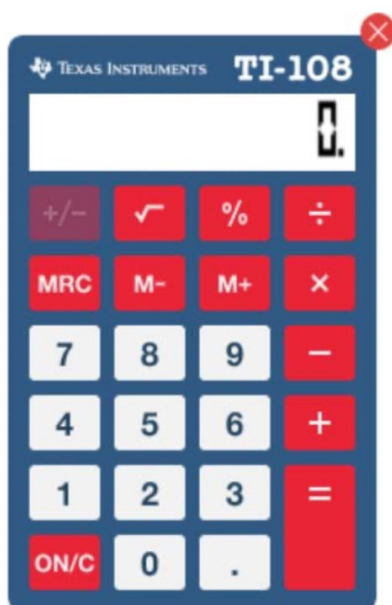 TEXAS INSTRUMENTS TI-108
0.
+/- √ % ÷
MRC M- M+ ×
7 8 9 −
4 5 6 +
1 2 3 =
ON/C 0 .